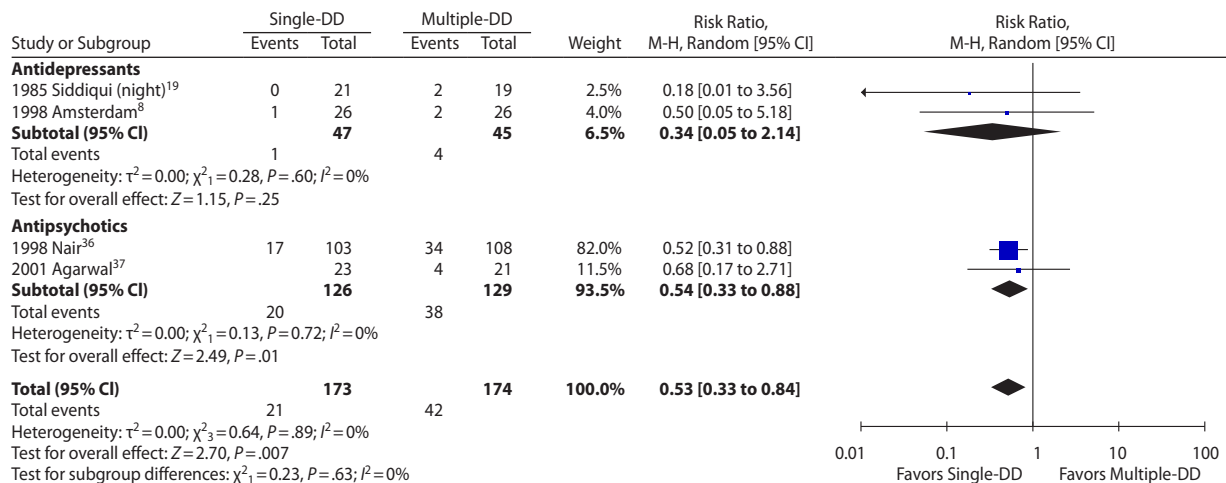 Single-DD Multiple-DD Risk Ratio, Risk Ratio,
Study or Subgroup Events Total Events Total Weight M-H, Random [95% CI] M-H, Random [95% CI]
Antidepressants
1985 Siddiqui (night)19 0 21 2 19 2.5% 0.18 [0.01 to 3.56]
1998 Amsterdam8 1 26 2 26 4.0% 0.50 [0.05 to 5.18]
Subtotal (95% Cl) 47 45 6.5% 0.34 [0.05 to 2.14]
Total events 1 4
Heterogeneity: τ2 = 0.00; χ21 = 0.28, P = .60; I2 = 0%
Test for overall effect: Z = 1.15, P = .25
Antipsychotics
1998 Nair36 17 103 34 108 82.0% 0.52 [0.31 to 0.88]
2001 Agarwal37 23 4 21 11.5% 0.68 [0.17 to 2.71]
Subtotal (95% Cl) 126 129 93.5% 0.54 [0.33 to 0.88]
Total events 20 38
Heterogeneity: τ2 = 0.00; χ21 = 0.13, P = 0.72; I2 = 0%
Test for overall effect: Z = 2.49, P = .01
Total (95% Cl) 173 174 100.0% 0.53 [0.33 to 0.84]
Total events 21 42
Heterogeneity: τ2 = 0.00; χ23 = 0.64, P = .89; I2 = 0%
Test for overall effect: Z = 2.70, P = .007
Test for subgroup differences: χ21 = 0.23, P = .63; I2 = 0%
0.01 0.1 1 10 100
Favors Single-DD Favors Multiple-DD